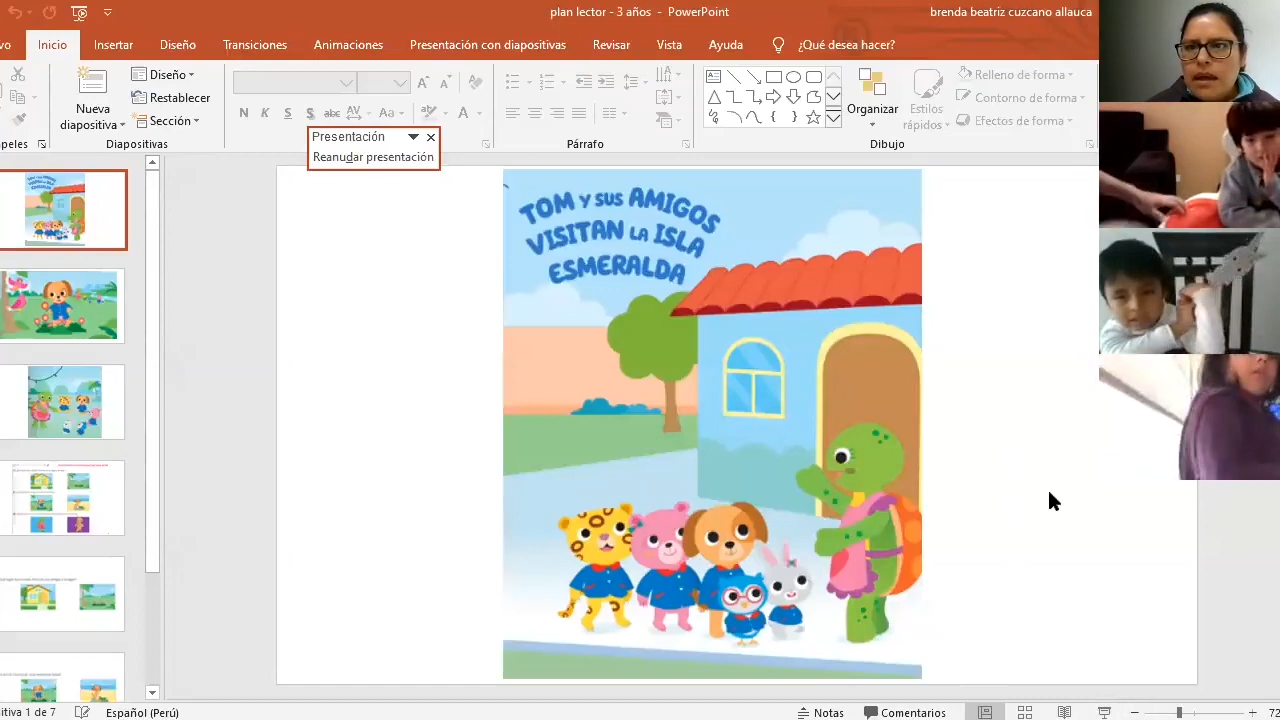 plan lector - 3 años - PowerPoint
brenda beatriz cuzcano allauca
Inicio
Insertar
Diseño
Transiciones
Animaciones
Presentación con diapositivas
Revisar
Vista
Ayuda
¿Qué desea hacer?
Nueva
diapositiva
Diseño
Restablecer
Sección
Diapositivas
N K S S abc AV Aa A
Párrafo
Organizar
Estilos
rápidos
Relleno de forma
Contorno de forma
Efectos de forma
Dibujo
Presentación
Reanudar presentación
TOM Y SUS AMIGOS
VISITAN LA ISLA
ESMERALDA
Español (Perú)
Notas
Comentarios